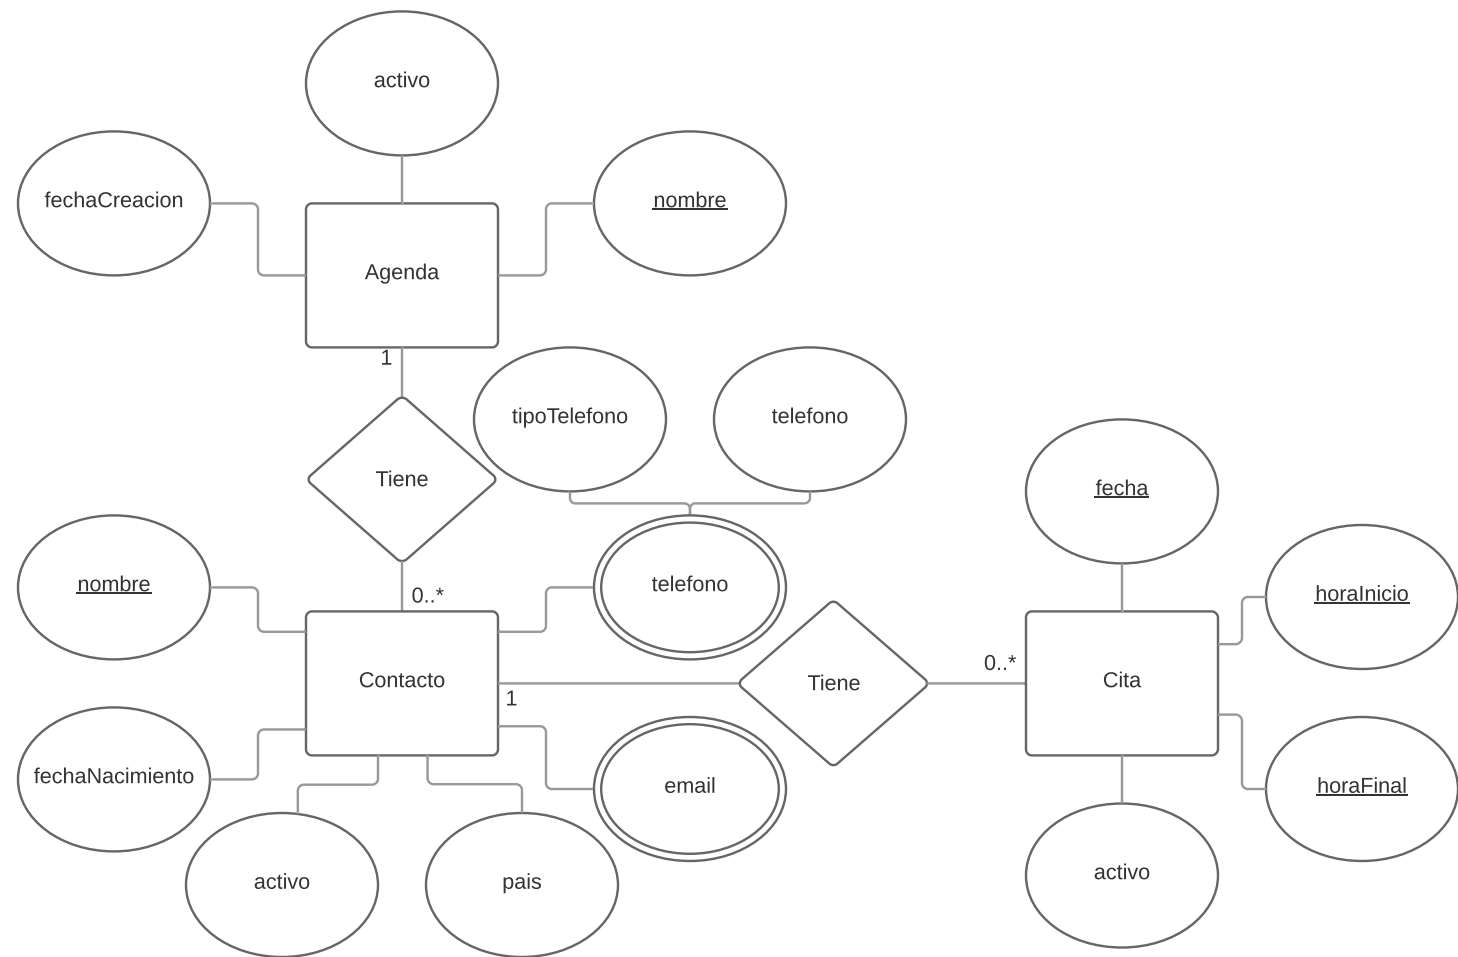 activo
fechaCreacion
nombre
Agenda
1
tipoTelefono
telefono
Tiene
fecha
nombre
0..*
telefono
horaInicio
Contacto
1
Tiene
0..*
Cita
fechaNacimiento
email
horaFinal
activo
pais
activo